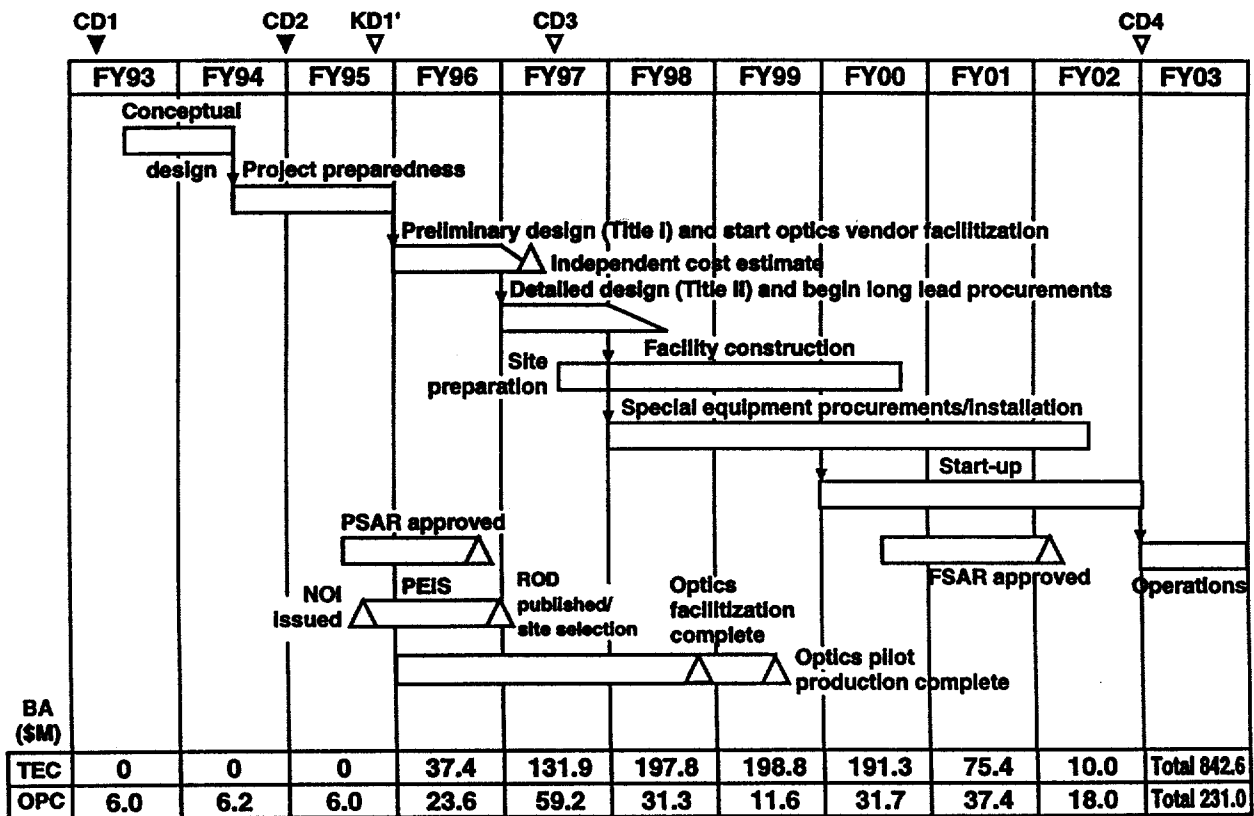 CD1 CD2 KD1' CD3 CD4
FY93 FY94 FY95 FY96 FY97 FY98 FY99 FY00 FY01 FY02 FY03
Conceptual
design
Project preparedness
Preliminary design (Title I) and start optics vendor facilitization
Independent cost estimate
Detailed design (Title II) and begin long lead procurements
Facility construction
Site
preparation
Special equipment procurements/installation
Start-up
PSAR approved
FSAR approved
Operations
NOI
issued
PEIS
ROD
published/
site selection
Optics
facilitization
complete
Optics pilot
production complete
BA
($M)
TEC 0 0 0 37.4 131.9 197.8 198.8 191.3 75.4 10.0 Total 842.6
OPC 6.0 6.2 6.0 23.6 59.2 31.3 11.6 31.7 37.4 18.0 Total 231.0